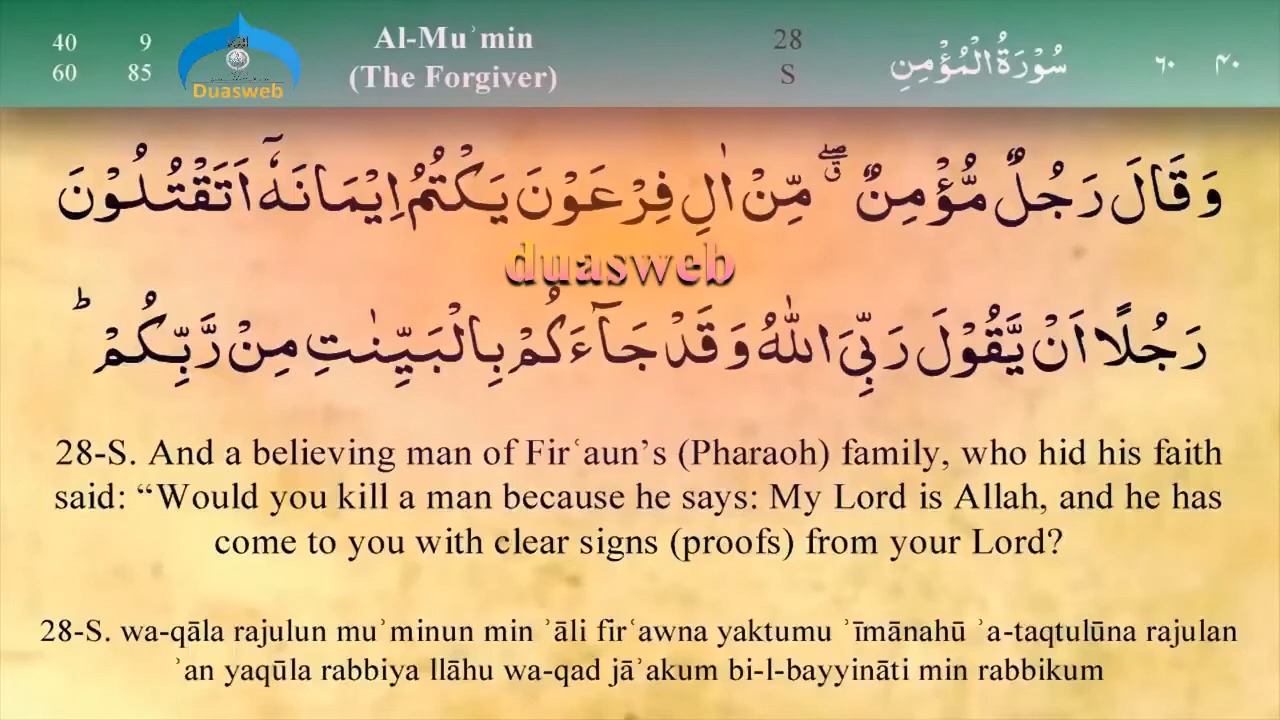 40 9 Al-Muʾmin 28 سُوْرَةُ الْمُؤْمِنِ ٦٠ ٤٠
60 85 Duasweb (The Forgiver) S
وَ قَالَ رَجُلٌ مُّؤْمِنٌ ۖۗ مِّنْ اٰلِ فِرْعَوْنَ يَكْتُمُ اِيْمَانَهٗۤ اَتَقْتُلُوْنَ
duasweb
رَجُلًا اَنْ يَّقُوْلَ رَبِّيَ اللّٰهُ وَ قَدْ جَآءَكُمْ بِالْبَيِّنٰتِ مِنْ رَّبِّكُمْ ؕ
28-S. And a believing man of Firʿaun’s (Pharaoh) family, who hid his faith
said: “Would you kill a man because he says: My Lord is Allah, and he has
come to you with clear signs (proofs) from your Lord?
28-S. wa-qāla rajulun muʾminun min ʾāli firʿawna yaktumu ʾīmānahū ʾa-taqtulūna rajulan
ʾan yaqūla rabbiya llāhu wa-qad jāʾakum bi-l-bayyināti min rabbikum